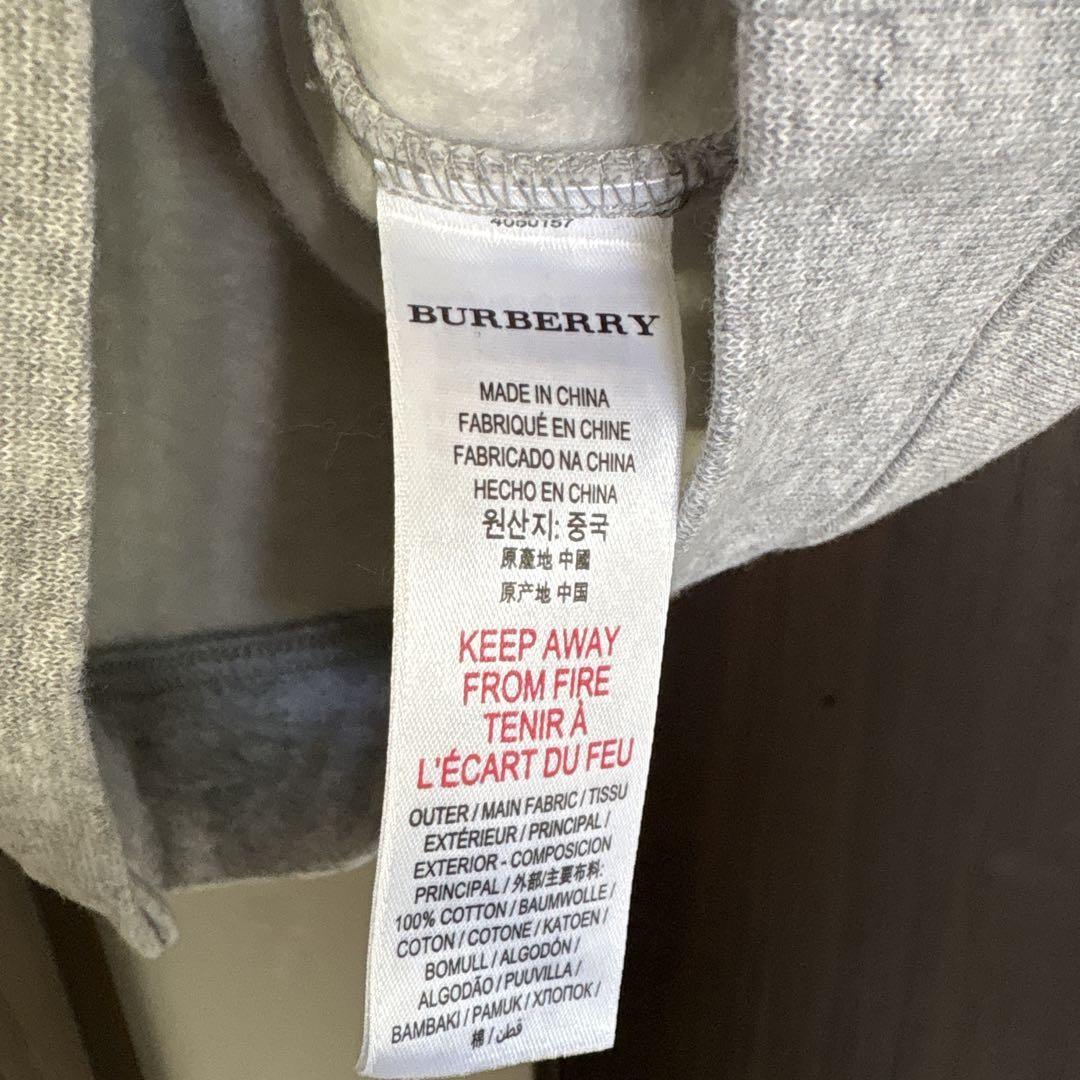 4060157
BURBERRY
MADE IN CHINA
FABRIQUÉ EN CHINE
FABRICADO NA CHINA
HECHO EN CHINA
원산지: 중국
原產地 中國
原产地 中国
KEEP AWAY
FROM FIRE
TENIR À
L'ÉCART DU FEU
OUTER / MAIN FABRIC / TISSU
EXTÉRIEUR / PRINCIPAL /
EXTERIOR - COMPOSICION
PRINCIPAL / 外部/主要布料:
100% COTTON / BAUMWOLLE /
COTON / COTONE / KATOEN /
BOMULL / ALGODÓN /
ALGODÃO / PUUVILLA /
BAMBAKI / PAMUK / ХЛОПОК /
棉 / قطن